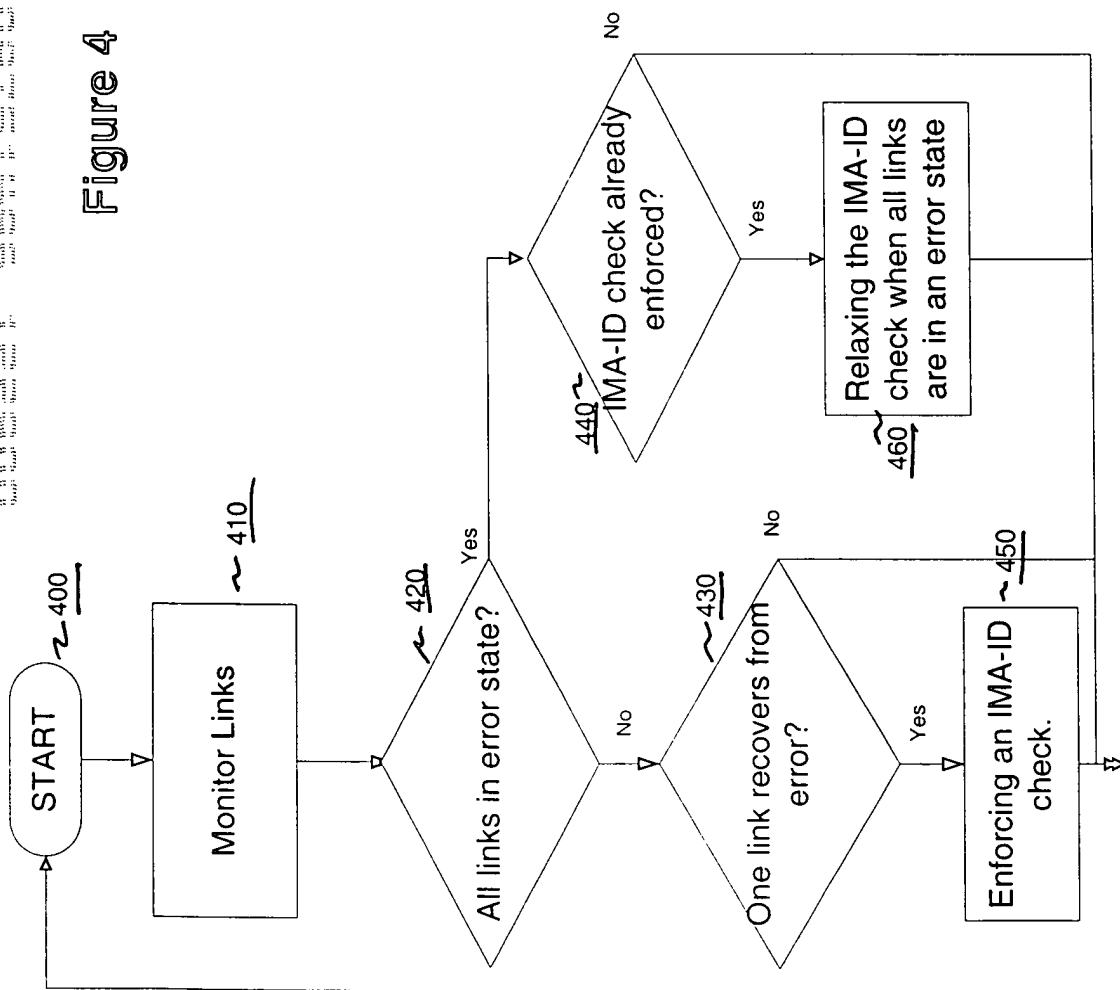 Figure 4
START
400
Monitor Links
410
All links in error state?
420
Yes
No
One link recovers from
error?
430
No
Yes
Enforcing an IMA-ID
check.
450
IMA-ID check already
enforced?
440
No
Yes
Relaxing the IMA-ID
check when all links
are in an error state
460